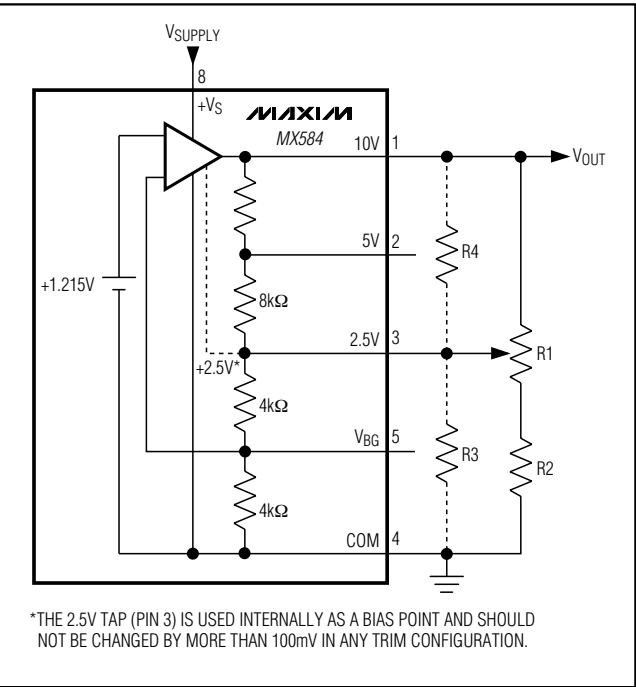 VSUPPLY
8
+VS
MAXIM
MX584
10V 1
VOUT
5V 2
R4
+1.215V
8kΩ
2.5V 3
R1
+2.5V*
4kΩ
VBG 5
R3
R2
4kΩ
COM 4
*THE 2.5V TAP (PIN 3) IS USED INTERNALLY AS A BIAS POINT AND SHOULD
NOT BE CHANGED BY MORE THAN 100mV IN ANY TRIM CONFIGURATION.